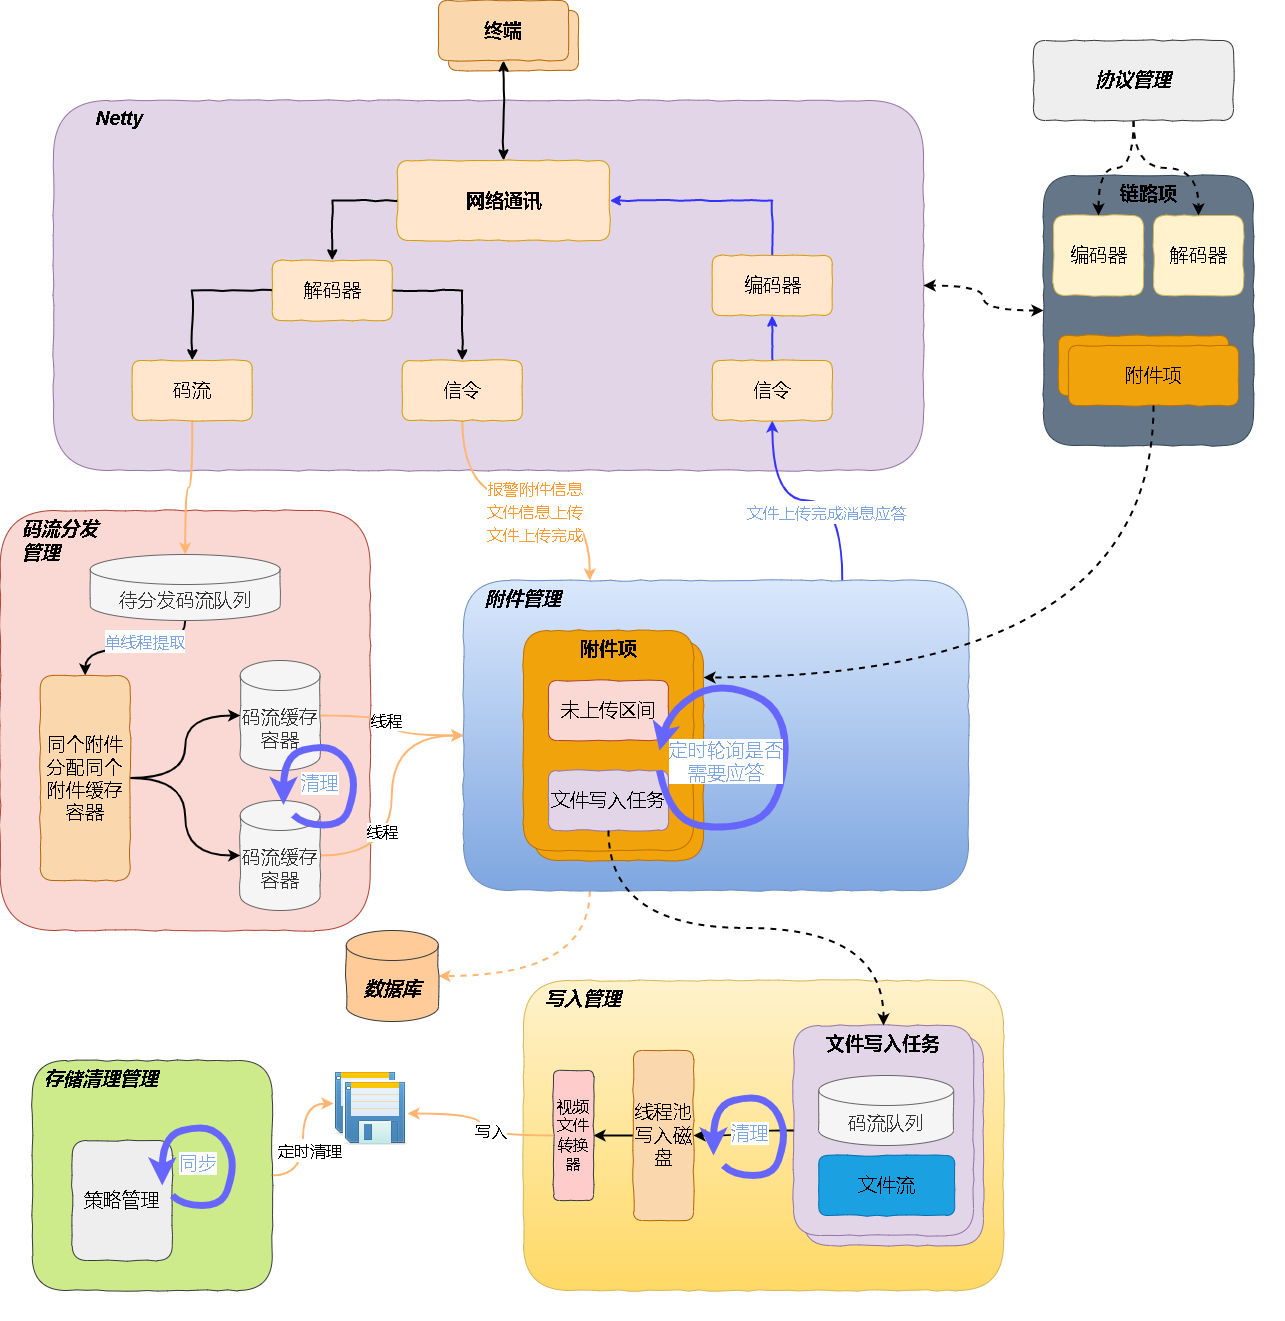 终端
协议管理
Netty
网络通讯
链路项
编码器
解码器
解码器
编码器
码流
信令
信令
附件项
报警附件信息
文件信息上传
文件上传完成
文件上传完成消息应答
码流分发
管理
待分发码流队列
单线程提取
同个附件
分配同个
附件缓存
容器
码流缓存
容器
清理
码流缓存
容器
线程
线程
附件管理
附件项
未上传区间
定时轮询是否
需要应答
文件写入任务
数据库
写入管理
文件写入任务
码流队列
文件流
清理
线程池
写入磁
盘
视频
文件
转换
器
写入
存储清理管理
策略管理
同步
定时清理